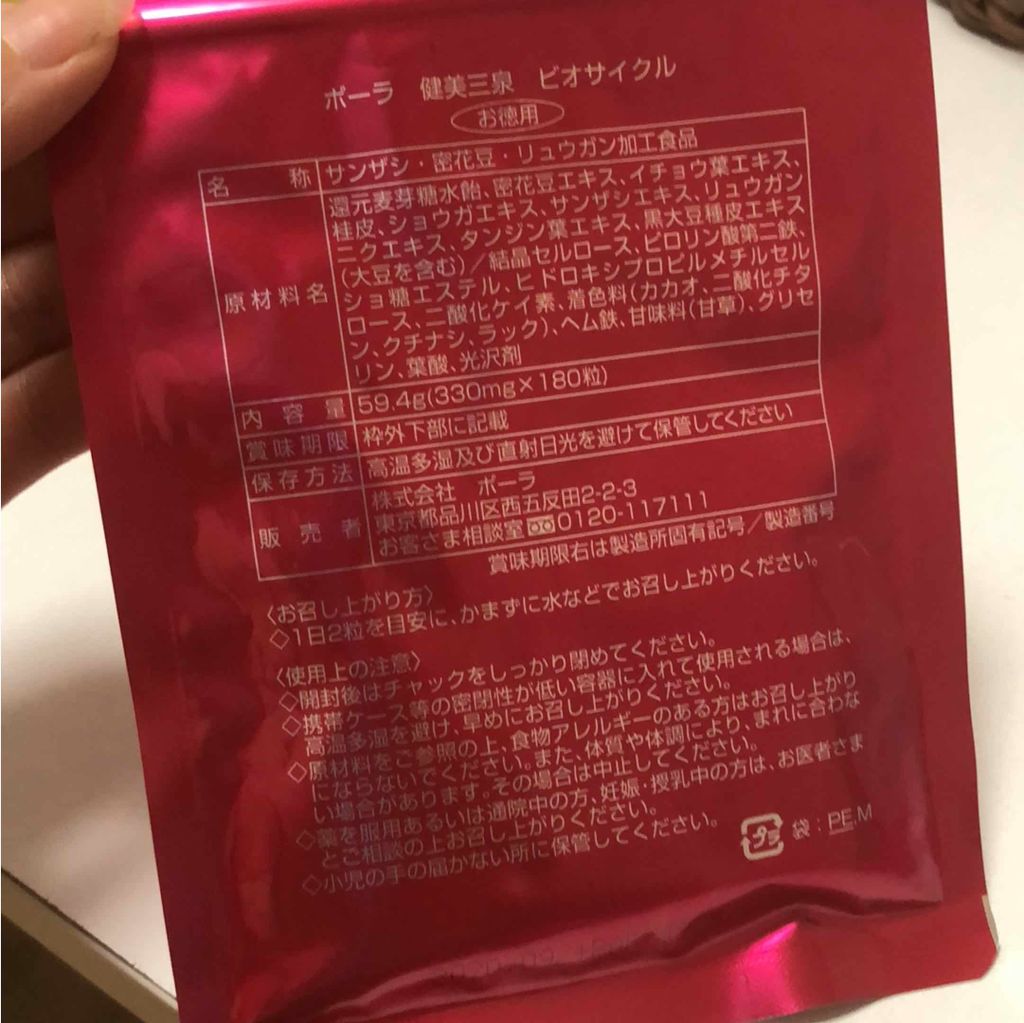 ポーラ 健美三泉 ビオサイクル
お徳用
名称 サンザシ・密花豆・リュウガン加工食品
原材料名 還元麦芽糖水飴、密花豆エキス、イチョウ葉エキス、
桂皮、ショウガエキス、サンザシエキス、リュウガン
ニクエキス、タンジン葉エキス、黒大豆種皮エキス
(大豆を含む)／結晶セルロース、ピロリン酸第二鉄、
ショ糖エステル、ヒドロキシプロピルメチルセル
ロース、二酸化ケイ素、着色料(カカオ、二酸化チタ
ン、クチナシ、ラック)、ヘム鉄、甘味料(甘草)、グリセ
リン、葉酸、光沢剤
内容量 59.4g(330mg×180粒)
賞味期限 枠外下部に記載
保存方法 高温多湿及び直射日光を避けて保管してください
販売者 株式会社 ポーラ
東京都品川区西五反田2-2-3
お客さま相談室 0120-117111
賞味期限右は製造所固有記号／製造番号
〈お召し上がり方〉
◇1日2粒を目安に、かまずに水などでお召し上がりください。
〈使用上の注意〉
◇開封後はチャックをしっかり閉めてください。
◇携帯ケース等の密閉性が低い容器に入れて使用される場合は、
高温多湿を避け、早めにお召し上がりください。
◇原材料をご参照の上、食物アレルギーのある方はお召し上がり
にならないでください。また、体質や体調により、まれに合わな
い場合があります。その場合は中止してください。
◇薬を服用あるいは通院中の方、妊娠・授乳中の方は、お医者さま
とご相談の上お召し上がりください。
◇小児の手の届かない所に保管してください。
プラ 袋：PE,M